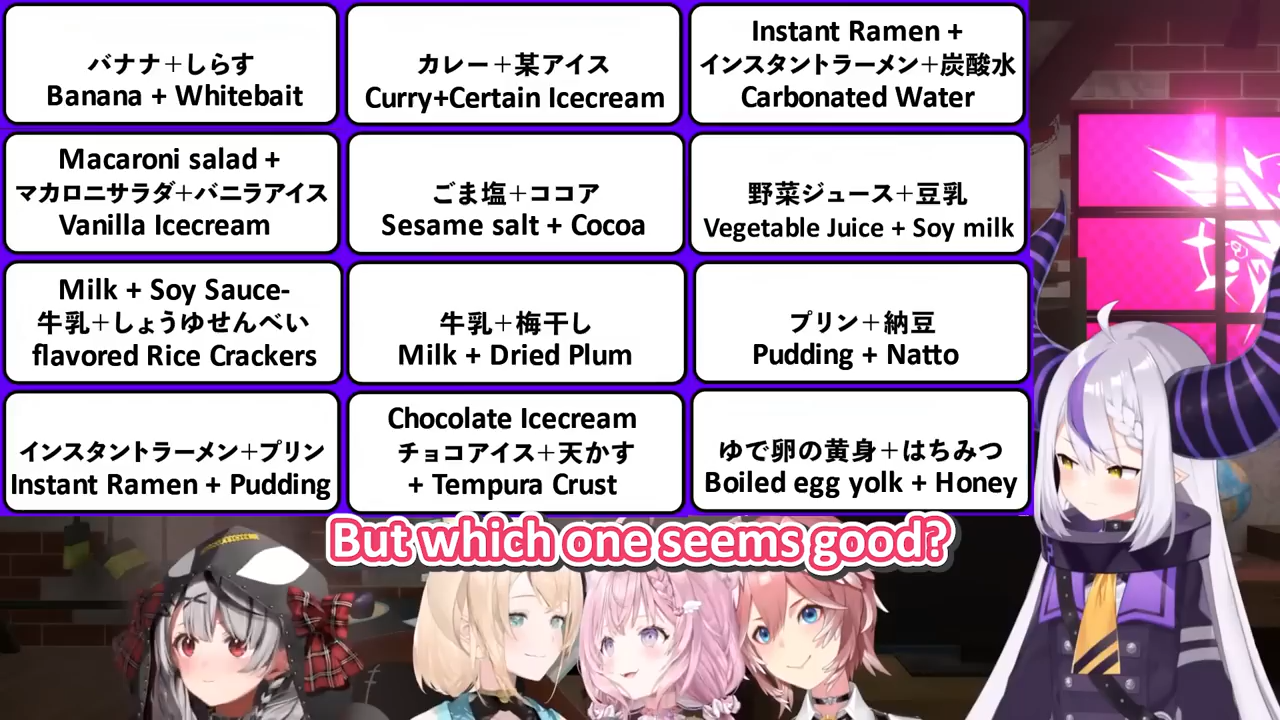 バナナ＋しらす
Banana + Whitebait
カレー＋某アイス
Curry+Certain Icecream
Instant Ramen +
インスタントラーメン＋炭酸水
Carbonated Water
Macaroni salad +
マカロニサラダ＋バニラアイス
Vanilla Icecream
ごま塩＋ココア
Sesame salt + Cocoa
野菜ジュース＋豆乳
Vegetable Juice + Soy milk
Milk + Soy Sauce-
牛乳＋しょうゆせんべい
flavored Rice Crackers
牛乳＋梅干し
Milk + Dried Plum
プリン＋納豆
Pudding + Natto
インスタントラーメン＋プリン
Instant Ramen + Pudding
Chocolate Icecream
チョコアイス＋天かす
+ Tempura Crust
ゆで卵の黄身＋はちみつ
Boiled egg yolk + Honey
But which one seems good?